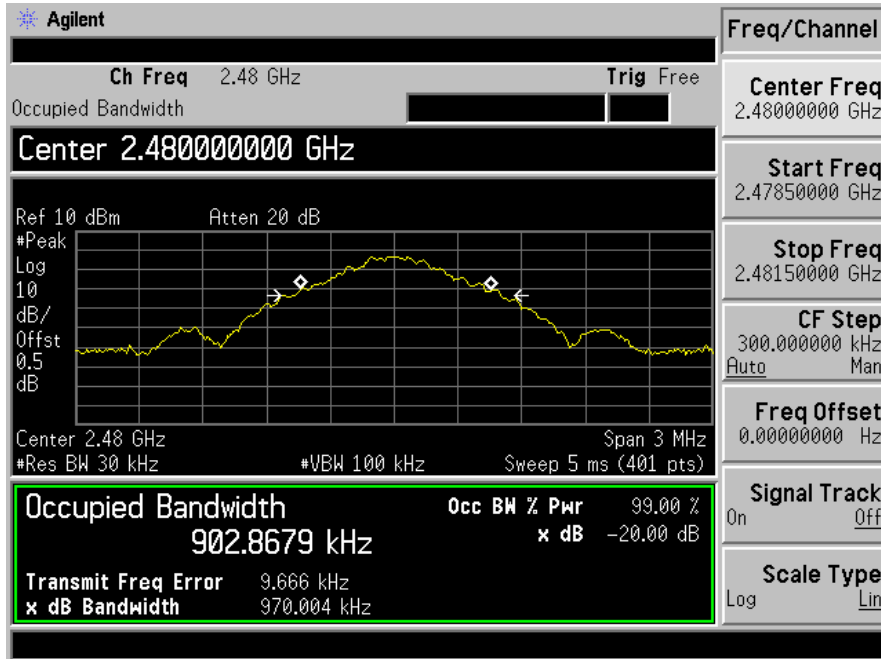 Agilent
Freq/Channel
Ch Freq 2.48 GHz Trig Free
Occupied Bandwidth
Center 2.480000000 GHz
Ref 10 dBm Atten 20 dB
#Peak
Log
10
dB/
Offst
0.5
dB
Center 2.48 GHz Span 3 MHz
#Res BW 30 kHz #VBW 100 kHz Sweep 5 ms (401 pts)
Occupied Bandwidth Occ BW % Pwr 99.00 %
902.8679 kHz x dB -20.00 dB
Transmit Freq Error 9.666 kHz
x dB Bandwidth 970.004 kHz
Center Freq
2.48000000 GHz
Start Freq
2.47850000 GHz
Stop Freq
2.48150000 GHz
CF Step
300.000000 kHz
Auto Man
Freq Offset
0.00000000 Hz
Signal Track
On Off
Scale Type
Log Lin